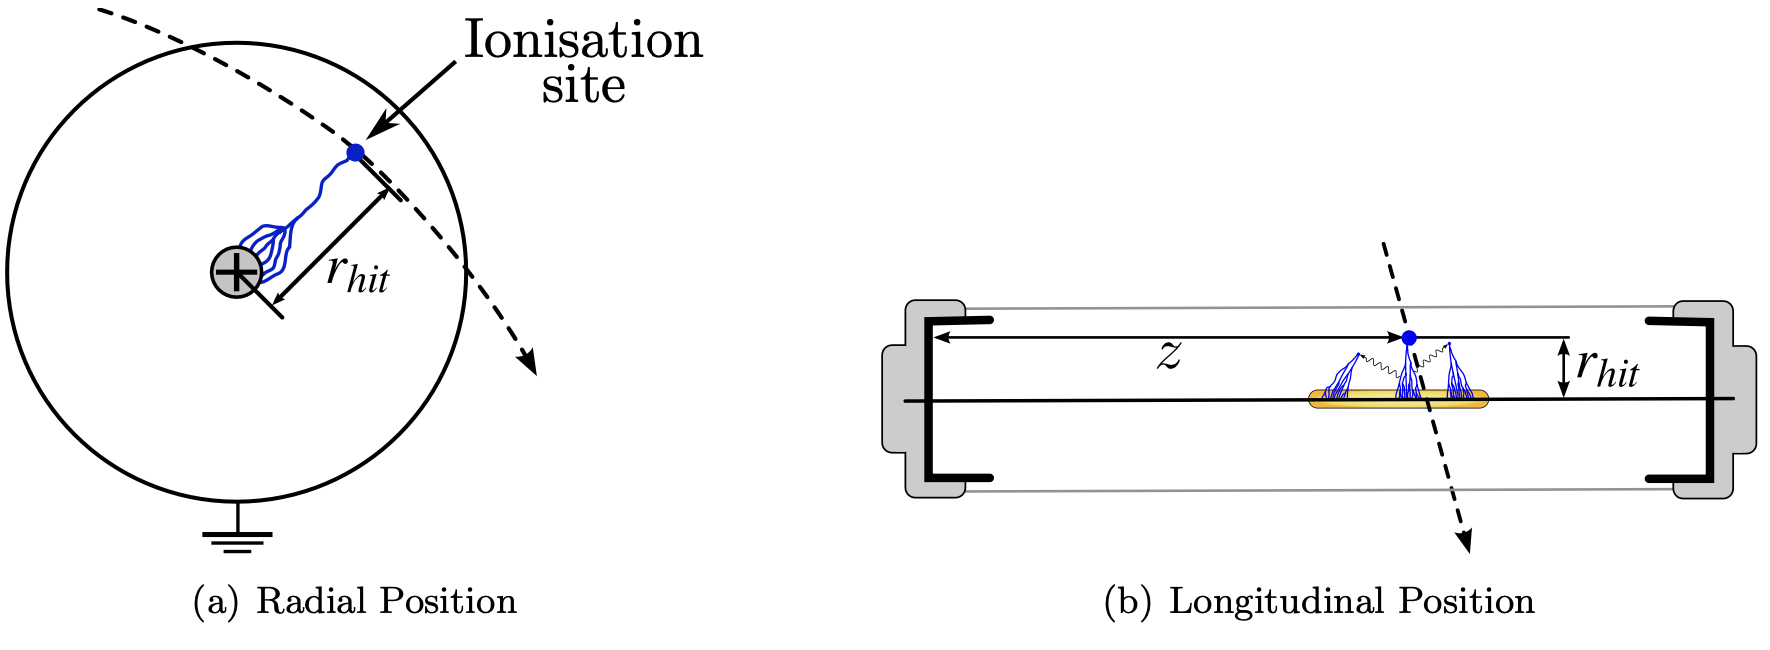 Ionisation
site
r_hit
(a) Radial Position
z
r_hit
(b) Longitudinal Position